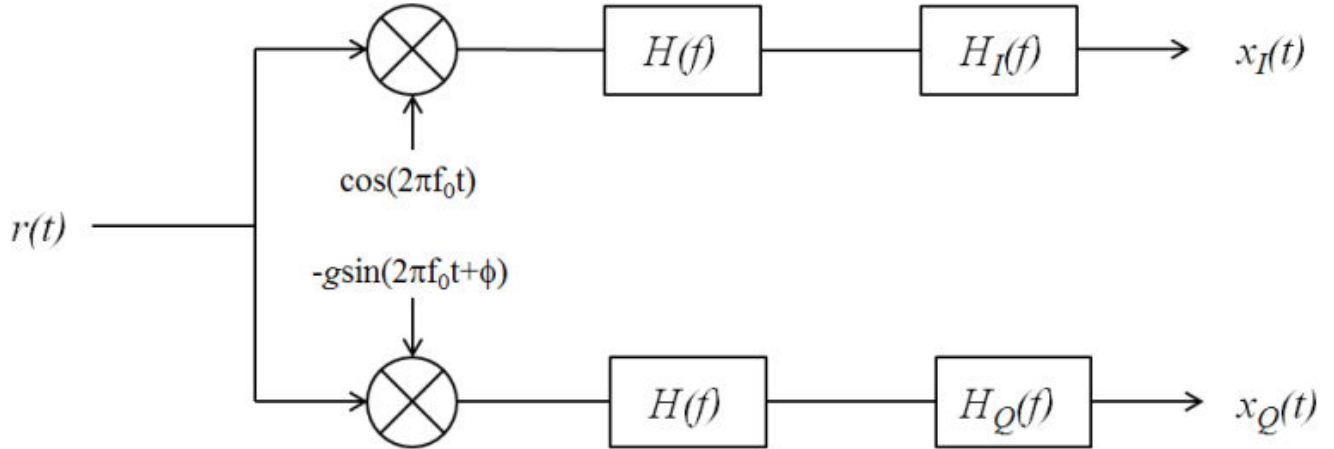 H(f) H_I(f) x_I(t)
cos(2πf₀t)
r(t)
-gsin(2πf₀t+ϕ)
H(f) H_Q(f) x_Q(t)